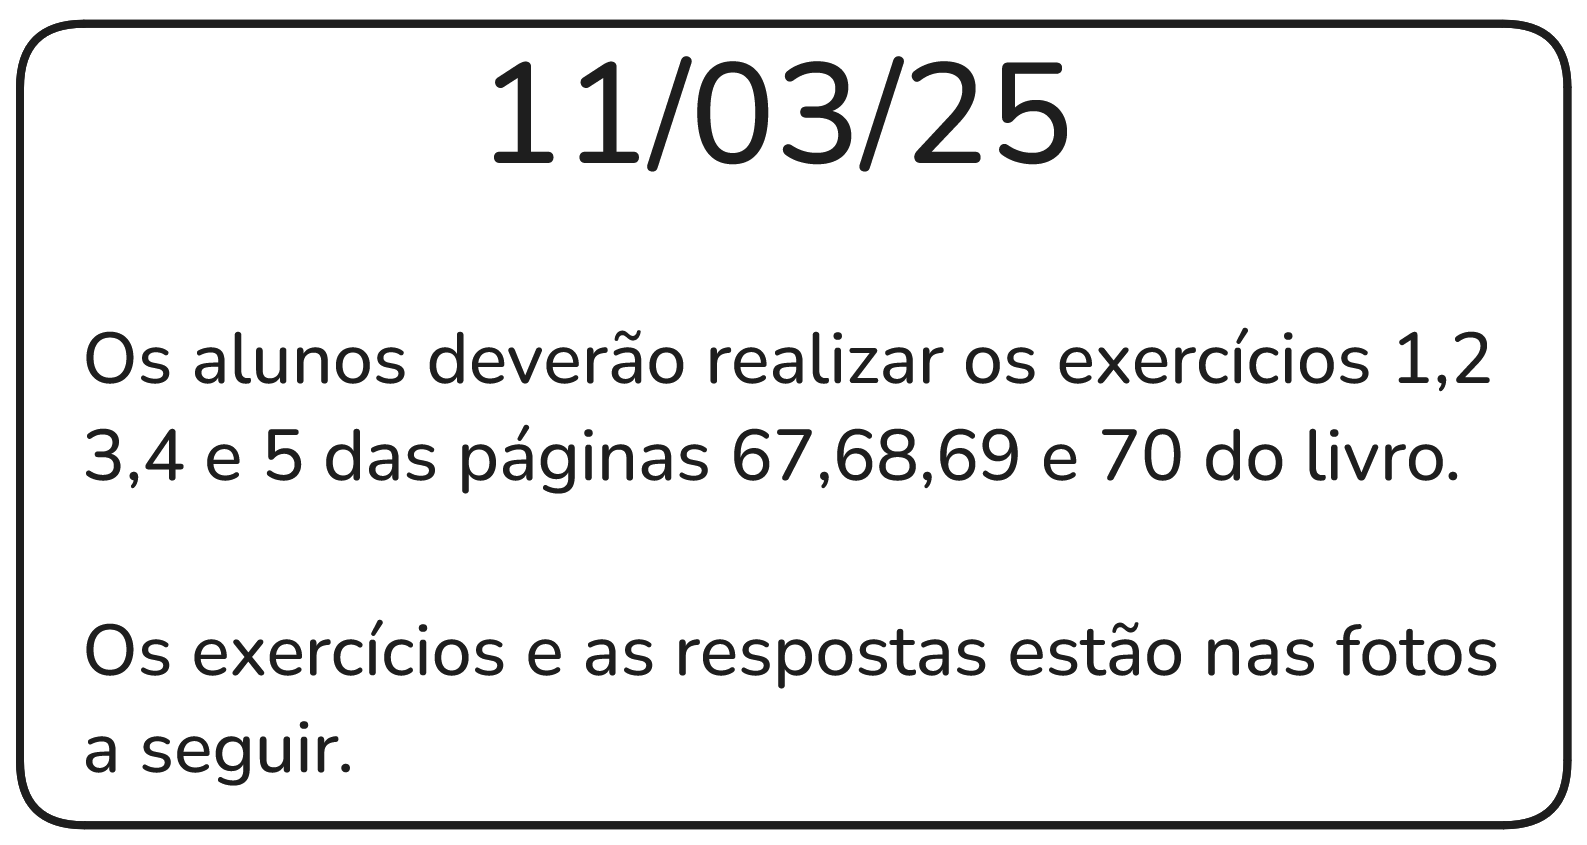 11/03/25
Os alunos deverão realizar os exercícios 1,2
3,4 e 5 das páginas 67,68,69 e 70 do livro.
Os exercícios e as respostas estão nas fotos
a seguir.